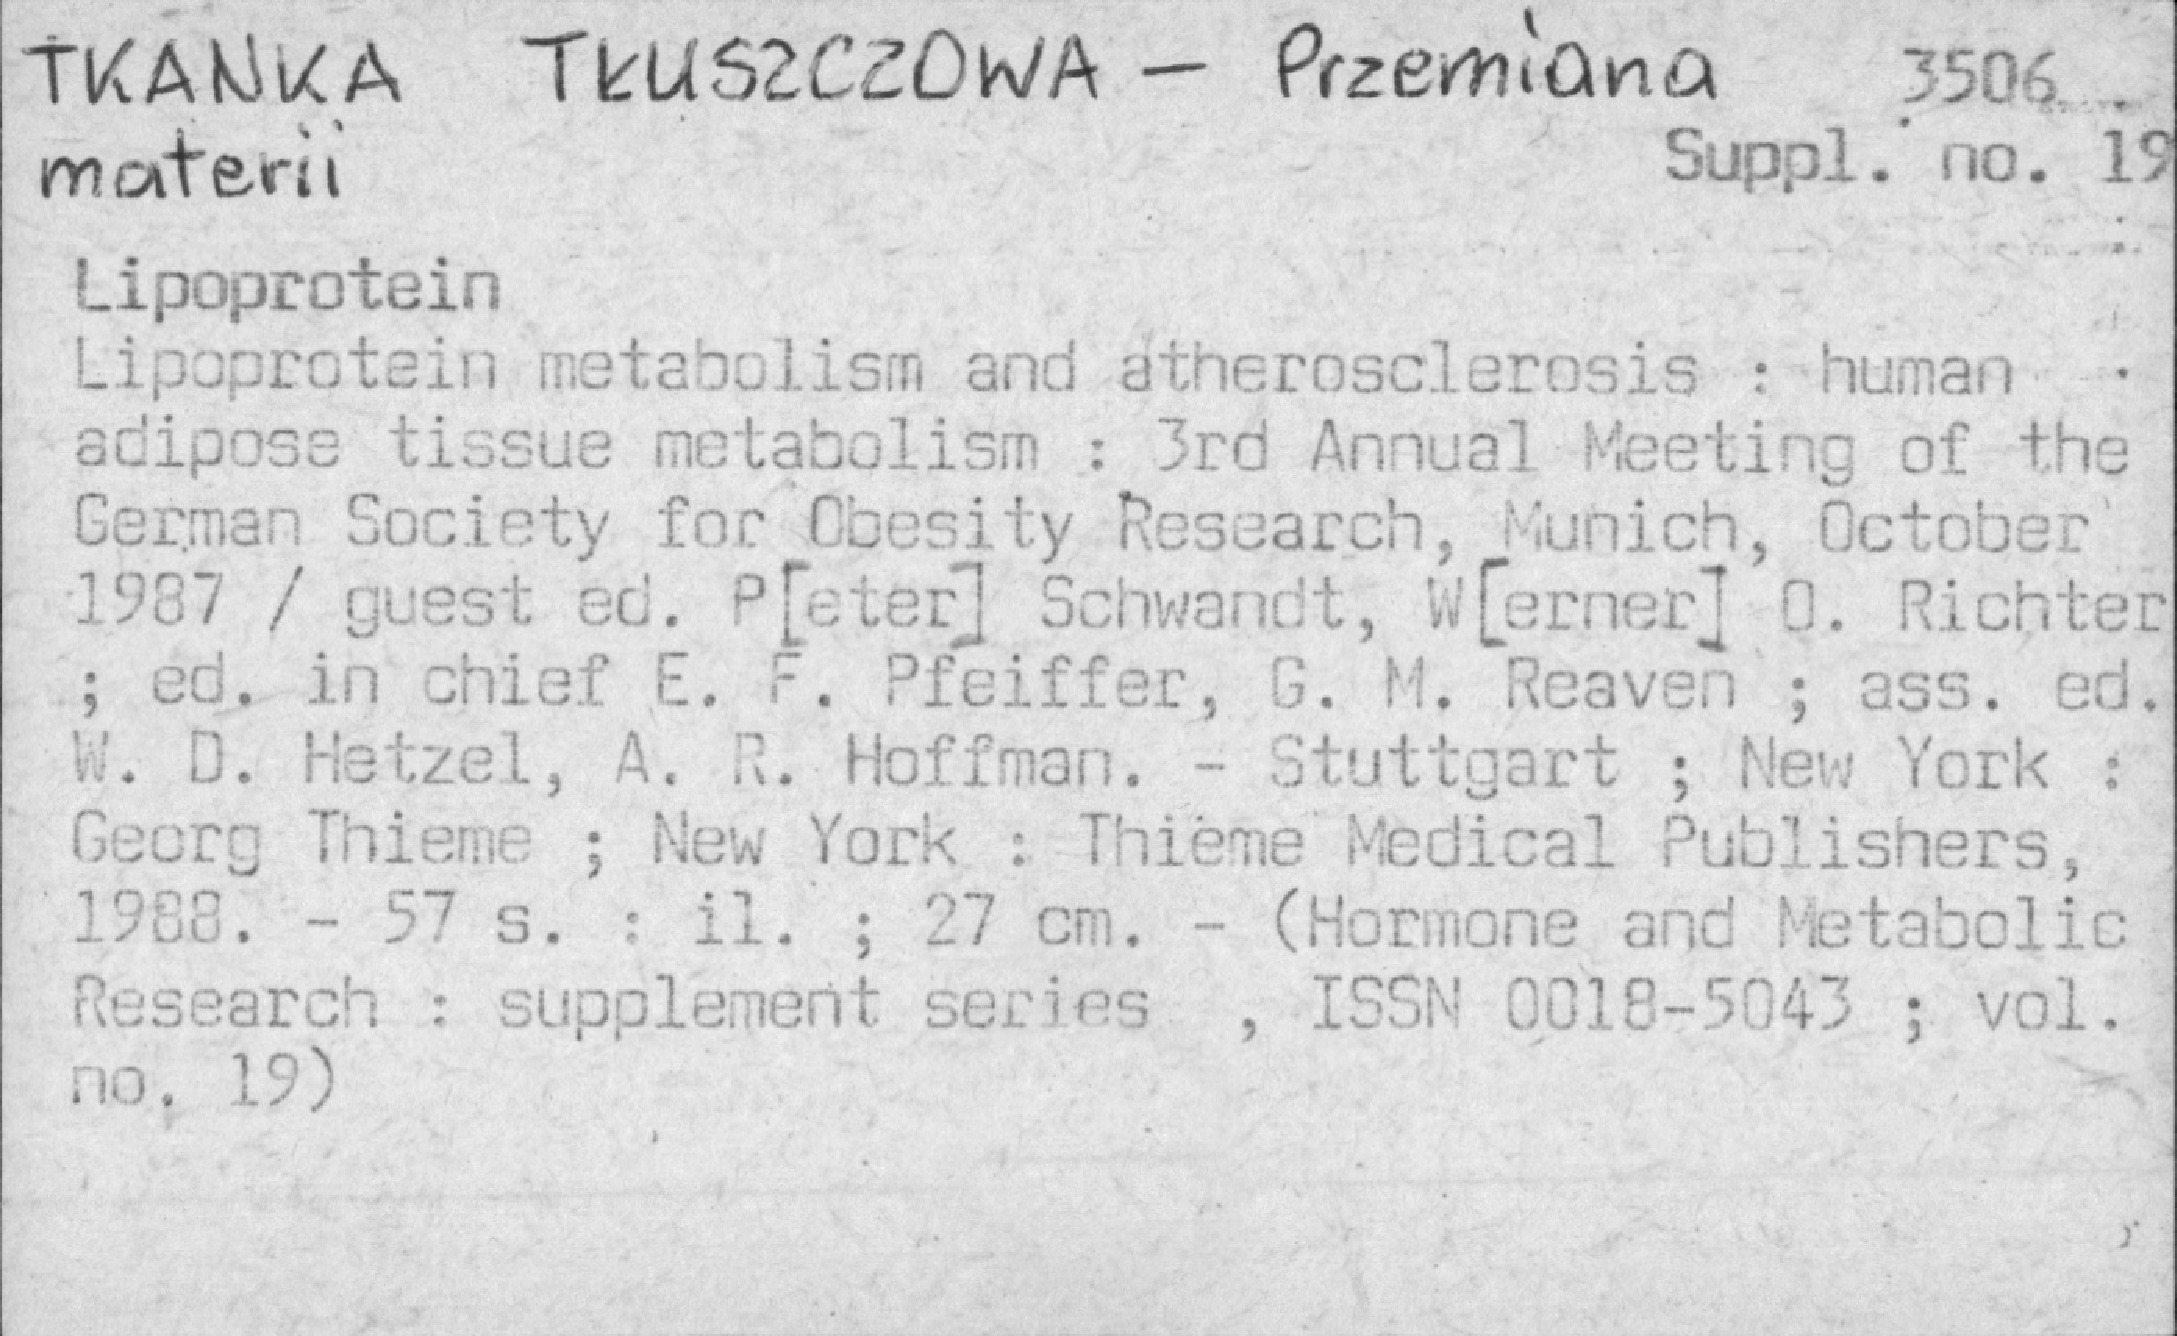 TKANKA TŁUSZCZOWA — Przemiana 3506
materii Suppl. no. 19
Lipoprotein
Lipoprotein metabolism and atherosclerosis : human
adipose tissue metabolism : 3rd Annual Meeting of the
German Society for Obesity Research, Munich, October
1987 / guest ed. P[eter] Schwandt, W[erner] O. Richter
; ed. in chief E. F. Pfeiffer, G. M. Reaven ; ass. ed.
W. D. Hetzel, A. R. Hoffman. - Stuttgart ; New York :
Georg Thieme ; New York : Thieme Medical Publishers,
1988. - 57 s. : il. ; 27 cm. - (Hormone and Metabolic
Research : supplement series , ISSN 0018-5043 ; vol.
no. 19)